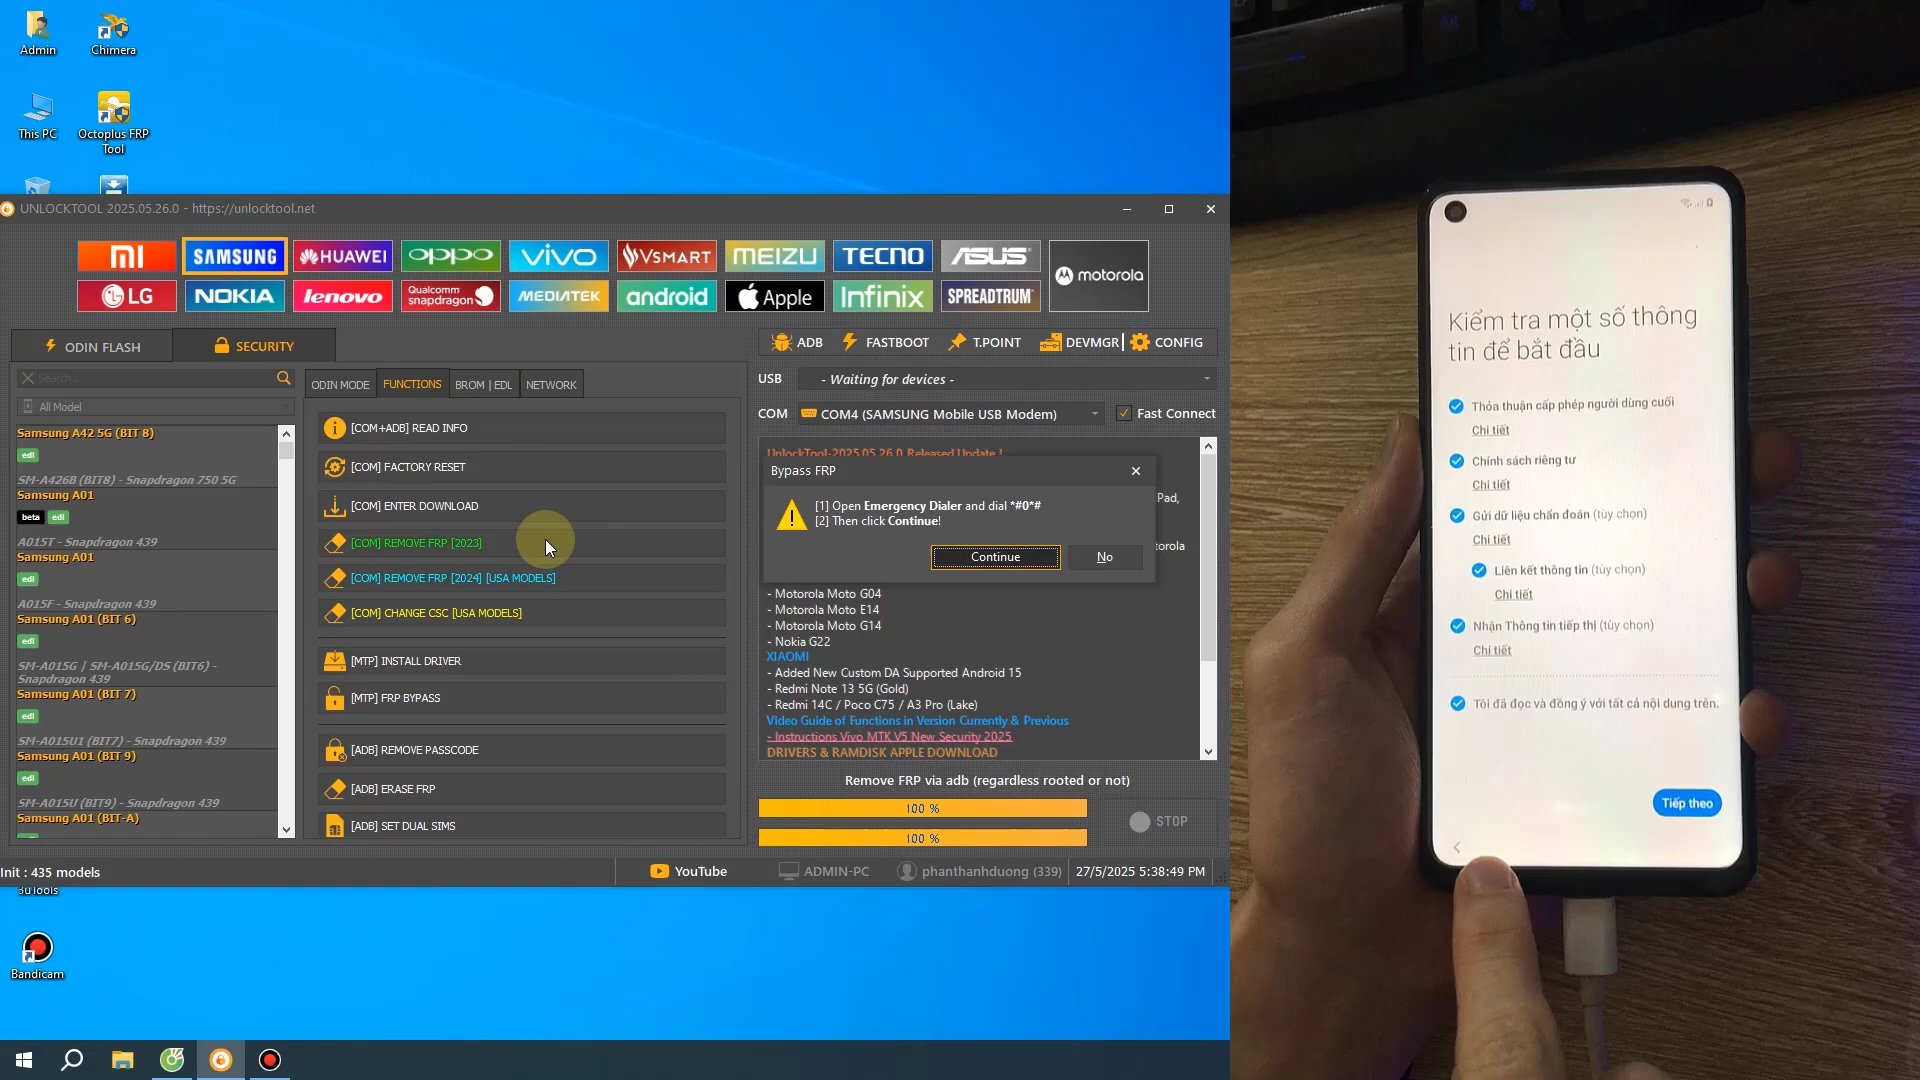 Admin
Chimera
This PC
Octoplus FRP
Tool
UNLOCKTOOL 2025.05.26.0 - https://unlocktool.net
SAMSUNG
HUAWEI
oppo
vivo
VSMART
MEIZU
TECNO
ASUS
motorola
LG
NOKIA
lenovo
Qualcomm
snapdragon
MEDIATEK
android
Apple
Infinix
SPREADTRUM
ODIN FLASH
SECURITY
ADB
FASTBOOT
T.POINT
DEVMGR
CONFIG
Search...
All Model
ODIN MODE
FUNCTIONS
BROM | EDL
NETWORK
USB
- Waiting for devices -
COM
COM4 (SAMSUNG Mobile USB Modem)
Fast Connect
Samsung A42 5G (BIT 8)
edl
SM-A426B (BIT8) - Snapdragon 750 5G
Samsung A01
beta
edl
A015T - Snapdragon 439
Samsung A01
edl
A015F - Snapdragon 439
Samsung A01 (BIT 6)
edl
SM-A015G | SM-A015G/DS (BIT6) -
Snapdragon 439
Samsung A01 (BIT 7)
edl
SM-A015U1 (BIT7) - Snapdragon 439
Samsung A01 (BIT 9)
edl
SM-A015U (BIT9) - Snapdragon 439
Samsung A01 (BIT-A)
[COM+ADB] READ INFO
[COM] FACTORY RESET
[COM] ENTER DOWNLOAD
[COM] REMOVE FRP [2023]
[COM] REMOVE FRP [2024] [USA MODELS]
[COM] CHANGE CSC [USA MODELS]
[MTP] INSTALL DRIVER
[MTP] FRP BYPASS
[ADB] REMOVE PASSCODE
[ADB] ERASE FRP
[ADB] SET DUAL SIMS
UnlockTool-2025.05.26.0 Released Update !
Pad,
torola
Bypass FRP
[1] Open Emergency Dialer and dial *#0*#
[2] Then click Continue!
Continue
No
- Motorola Moto G04
- Motorola Moto E14
- Motorola Moto G14
- Nokia G22
XIAOMI
- Added New Custom DA Supported Android 15
- Redmi Note 13 5G (Gold)
- Redmi 14C / Poco C75 / A3 Pro (Lake)
Video Guide of Functions in Version Currently & Previous
- Instructions Vivo MTK V5 New Security 2025
DRIVERS & RAMDISK APPLE DOWNLOAD
Remove FRP via adb (regardless rooted or not)
100 %
100 %
STOP
Init : 435 models
YouTube
ADMIN-PC
phanthanhduong (339)
27/5/2025 5:38:49 PM
3uTools
Bandicam
Kiểm tra một số thông
tin để bắt đầu
Thỏa thuận cấp phép người dùng cuối
Chi tiết
Chính sách riêng tư
Chi tiết
Gửi dữ liệu chẩn đoán (tùy chọn)
Chi tiết
Liên kết thông tin (tùy chọn)
Chi tiết
Nhận Thông tin tiếp thị (tùy chọn)
Chi tiết
Tôi đã đọc và đồng ý với tất cả nội dung trên.
Tiếp theo